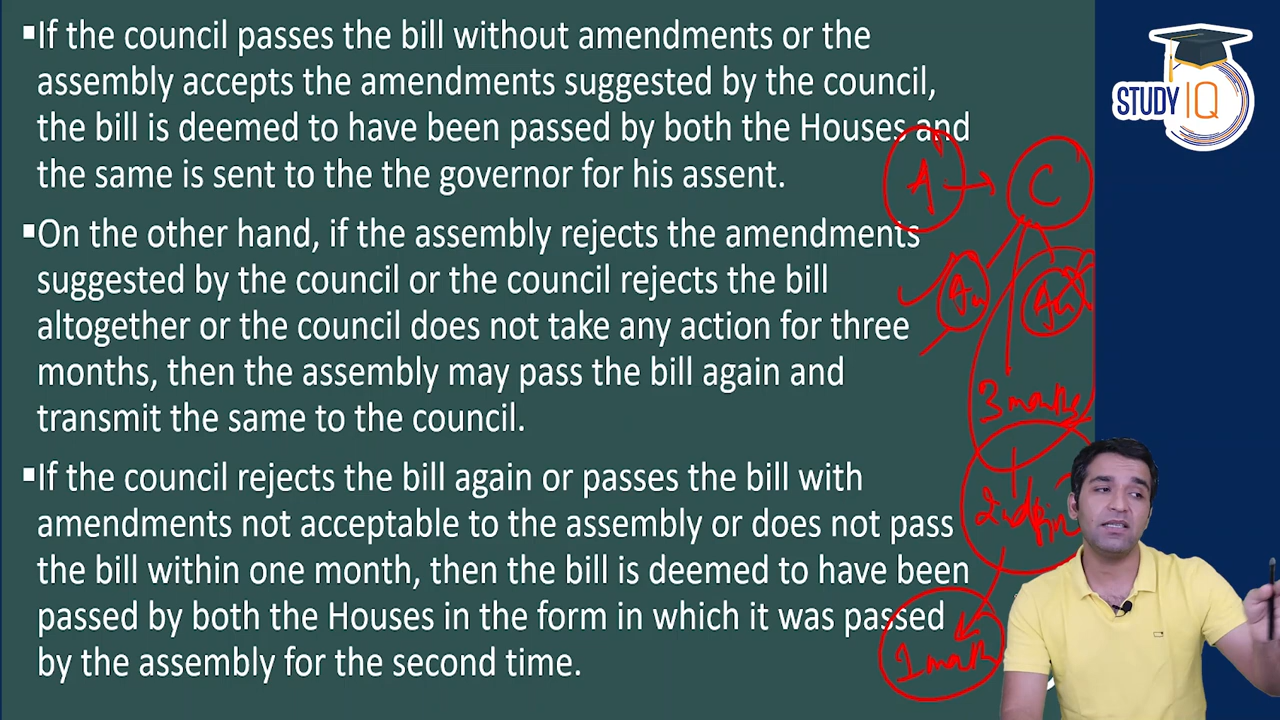 ▪If the council passes the bill without amendments or the
assembly accepts the amendments suggested by the council,
the bill is deemed to have been passed by both the Houses and
the same is sent to the the governor for his assent.
▪On the other hand, if the assembly rejects the amendments
suggested by the council or the council rejects the bill
altogether or the council does not take any action for three
months, then the assembly may pass the bill again and
transmit the same to the council.
▪If the council rejects the bill again or passes the bill with
amendments not acceptable to the assembly or does not pass
the bill within one month, then the bill is deemed to have been
passed by both the Houses in the form in which it was passed
by the assembly for the second time.
STUDY IQ
A → C
3 months